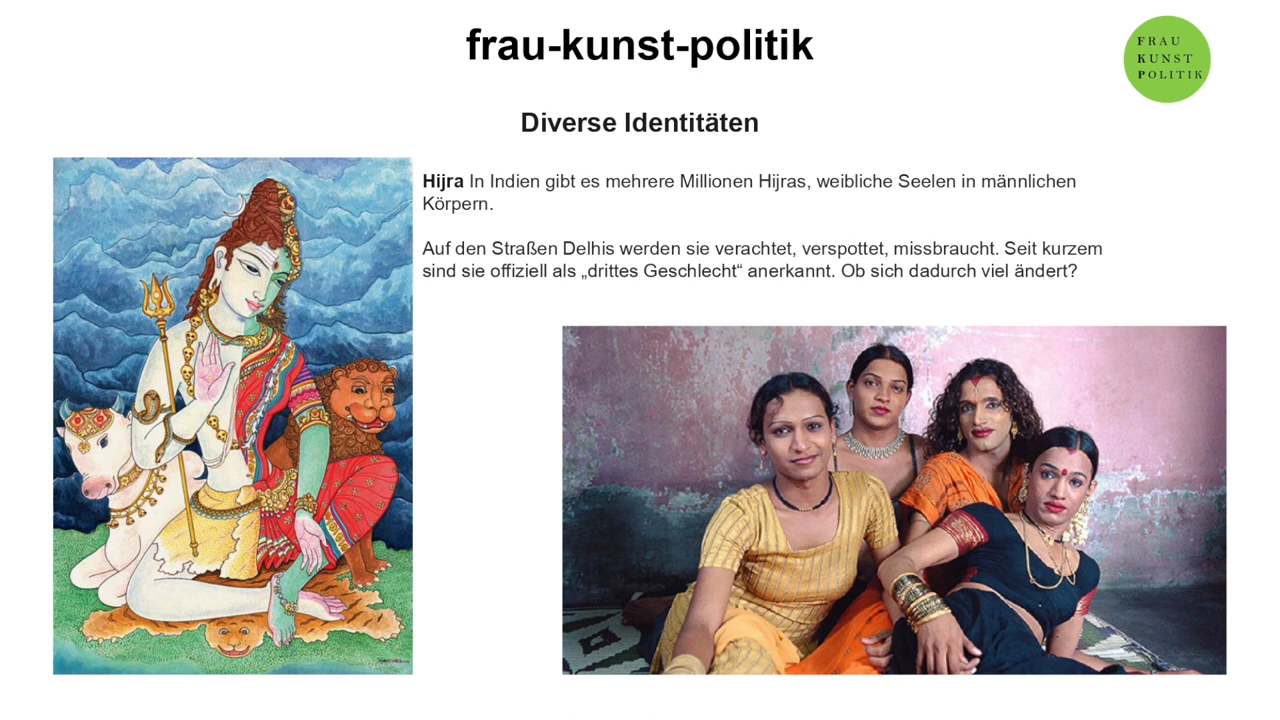 frau-kunst-politik
FRAU
KUNST
POLITIK
Diverse Identitäten
Hijra In Indien gibt es mehrere Millionen Hijras, weibliche Seelen in männlichen
Körpern.
Auf den Straßen Delhis werden sie verachtet, verspottet, missbraucht. Seit kurzem
sind sie offiziell als „drittes Geschlecht“ anerkannt. Ob sich dadurch viel ändert?